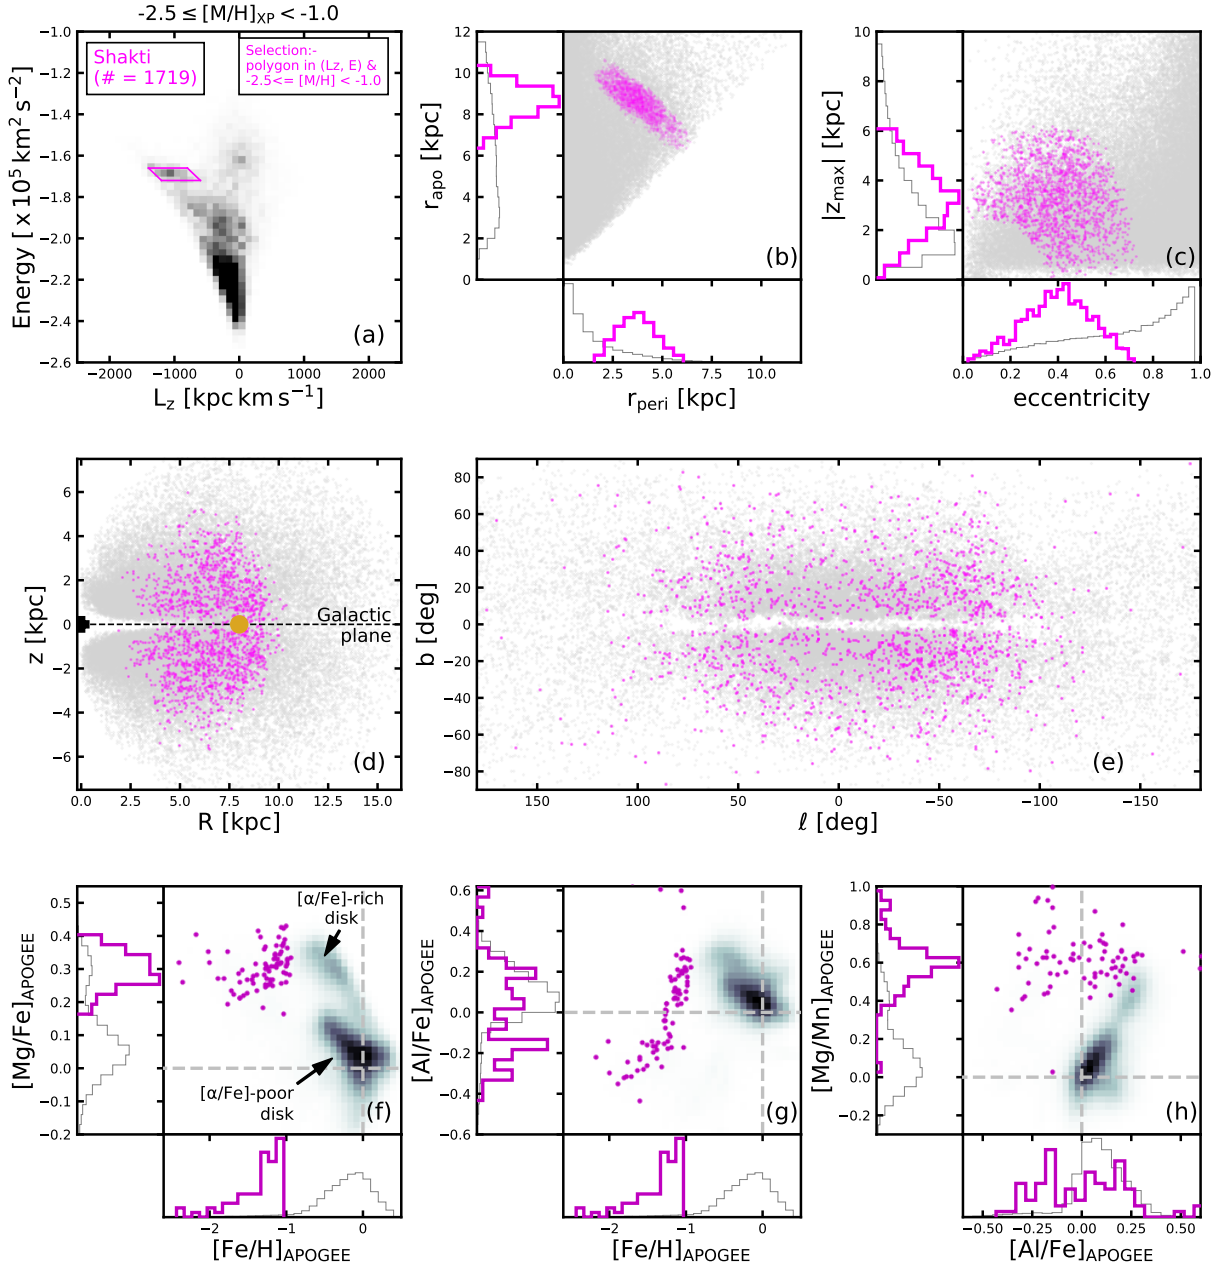 -2.5 ≤ [M/H]XP < -1.0
Shakti
(# = 1719)
Selection:-
polygon in (Lz, E) &
-2.5<= [M/H] < -1.0
−1.0
−1.2
−1.4
−1.6
−1.8
−2.0
−2.2
−2.4
−2.6
Energy [ x 10⁵ km² s⁻²]
(a)
−2000 −1000 0 1000 2000
Lz [kpc km s⁻¹]
12
11
10
9
8
7
6
5
4
3
2
1
0
rapo [kpc]
(b)
0.0 2.5 5.0 7.5 10.0
rperi [kpc]
10
8
6
4
2
0
|zmax| [kpc]
(c)
0.0 0.2 0.4 0.6 0.8 1.0
eccentricity
6
4
2
0
−2
−4
−6
z [kpc]
Galactic
plane
(d)
0.0 2.5 5.0 7.5 10.0 12.5 15.0
R [kpc]
80
60
40
20
0
−20
−40
−60
−80
b [deg]
(e)
150 100 50 0 −50 −100 −150
ℓ [deg]
0.5
0.4
0.3
0.2
0.1
0.0
−0.1
−0.2
[Mg/Fe]APOGEE
[α/Fe]-rich
disk
[α/Fe]-poor
disk
(f)
−2 −1 0
[Fe/H]APOGEE
0.6
0.4
0.2
0.0
−0.2
−0.4
−0.6
[Al/Fe]APOGEE
(g)
−2 −1 0
[Fe/H]APOGEE
1.0
0.8
0.6
0.4
0.2
0.0
−0.2
[Mg/Mn]APOGEE
(h)
−0.50 −0.25 0.00 0.25 0.50
[Al/Fe]APOGEE